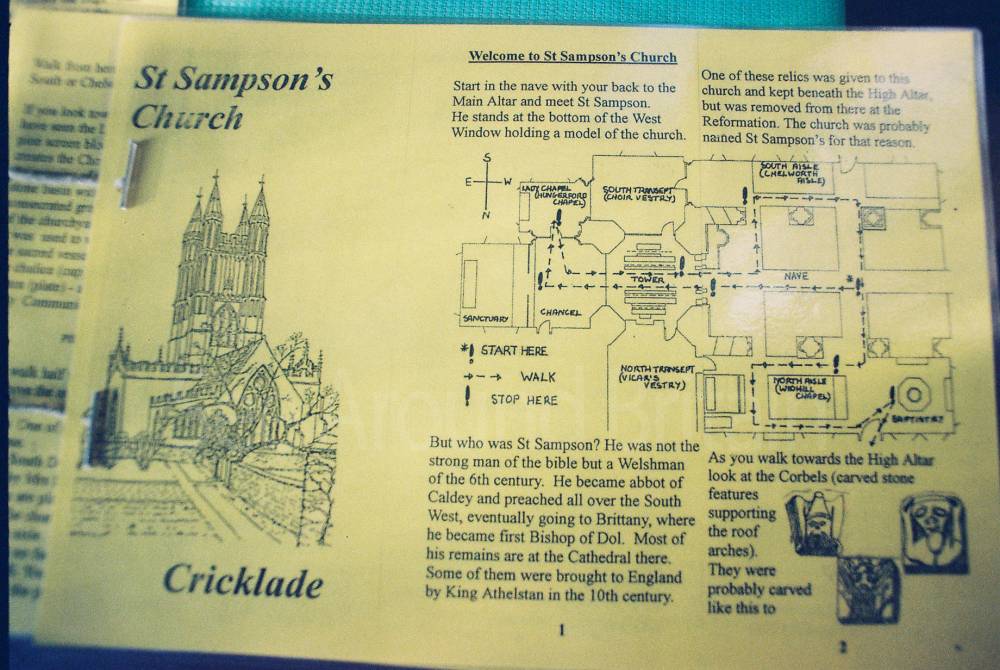 St Sampson's
Church
Cricklade
Welcome to St Sampson's Church
Start in the nave with your back to the
Main Altar and meet St Sampson.
He stands at the bottom of the West
Window holding a model of the church.
S
E W
N
LADY CHAPEL
(HUNGERFORD
CHAPEL)
SOUTH TRANSEPT
(CHOIR VESTRY)
SOUTH AISLE
(CHELWORTH
AISLE)
TOWER
NAVE
SANCTUARY
CHANCEL
NORTH TRANSEPT
(VICAR'S
VESTRY)
NORTH AISLE
(WIDHILL
CHAPEL)
BAPTISTRY
*! START HERE
WALK
! STOP HERE
But who was St Sampson? He was not the
strong man of the bible but a Welshman
of the 6th century. He became abbot of
Caldey and preached all over the South
West, eventually going to Brittany, where
he became first Bishop of Dol. Most of
his remains are at the Cathedral there.
Some of them were brought to England
by King Athelstan in the 10th century.
1
One of these relics was given to this
church and kept beneath the High Altar,
but was removed from there at the
Reformation. The church was probably
named St Sampson's for that reason.
As you walk towards the High Altar
look at the Corbels (carved stone
features
supporting
the roof
arches).
They were
probably carved
like this to
2